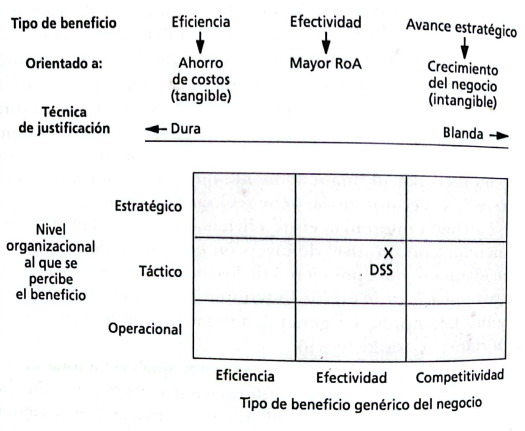 Tipo de beneficio Eficiencia Efectividad Avance estratégico
Orientado a: Ahorro de costos (tangible) Mayor RoA Crecimiento del negocio (intangible)
Técnica de justificación Dura Blanda
Nivel organizacional al que se percibe el beneficio
Estratégico
Táctico X DSS
Operacional
Eficiencia Efectividad Competitividad
Tipo de beneficio genérico del negocio